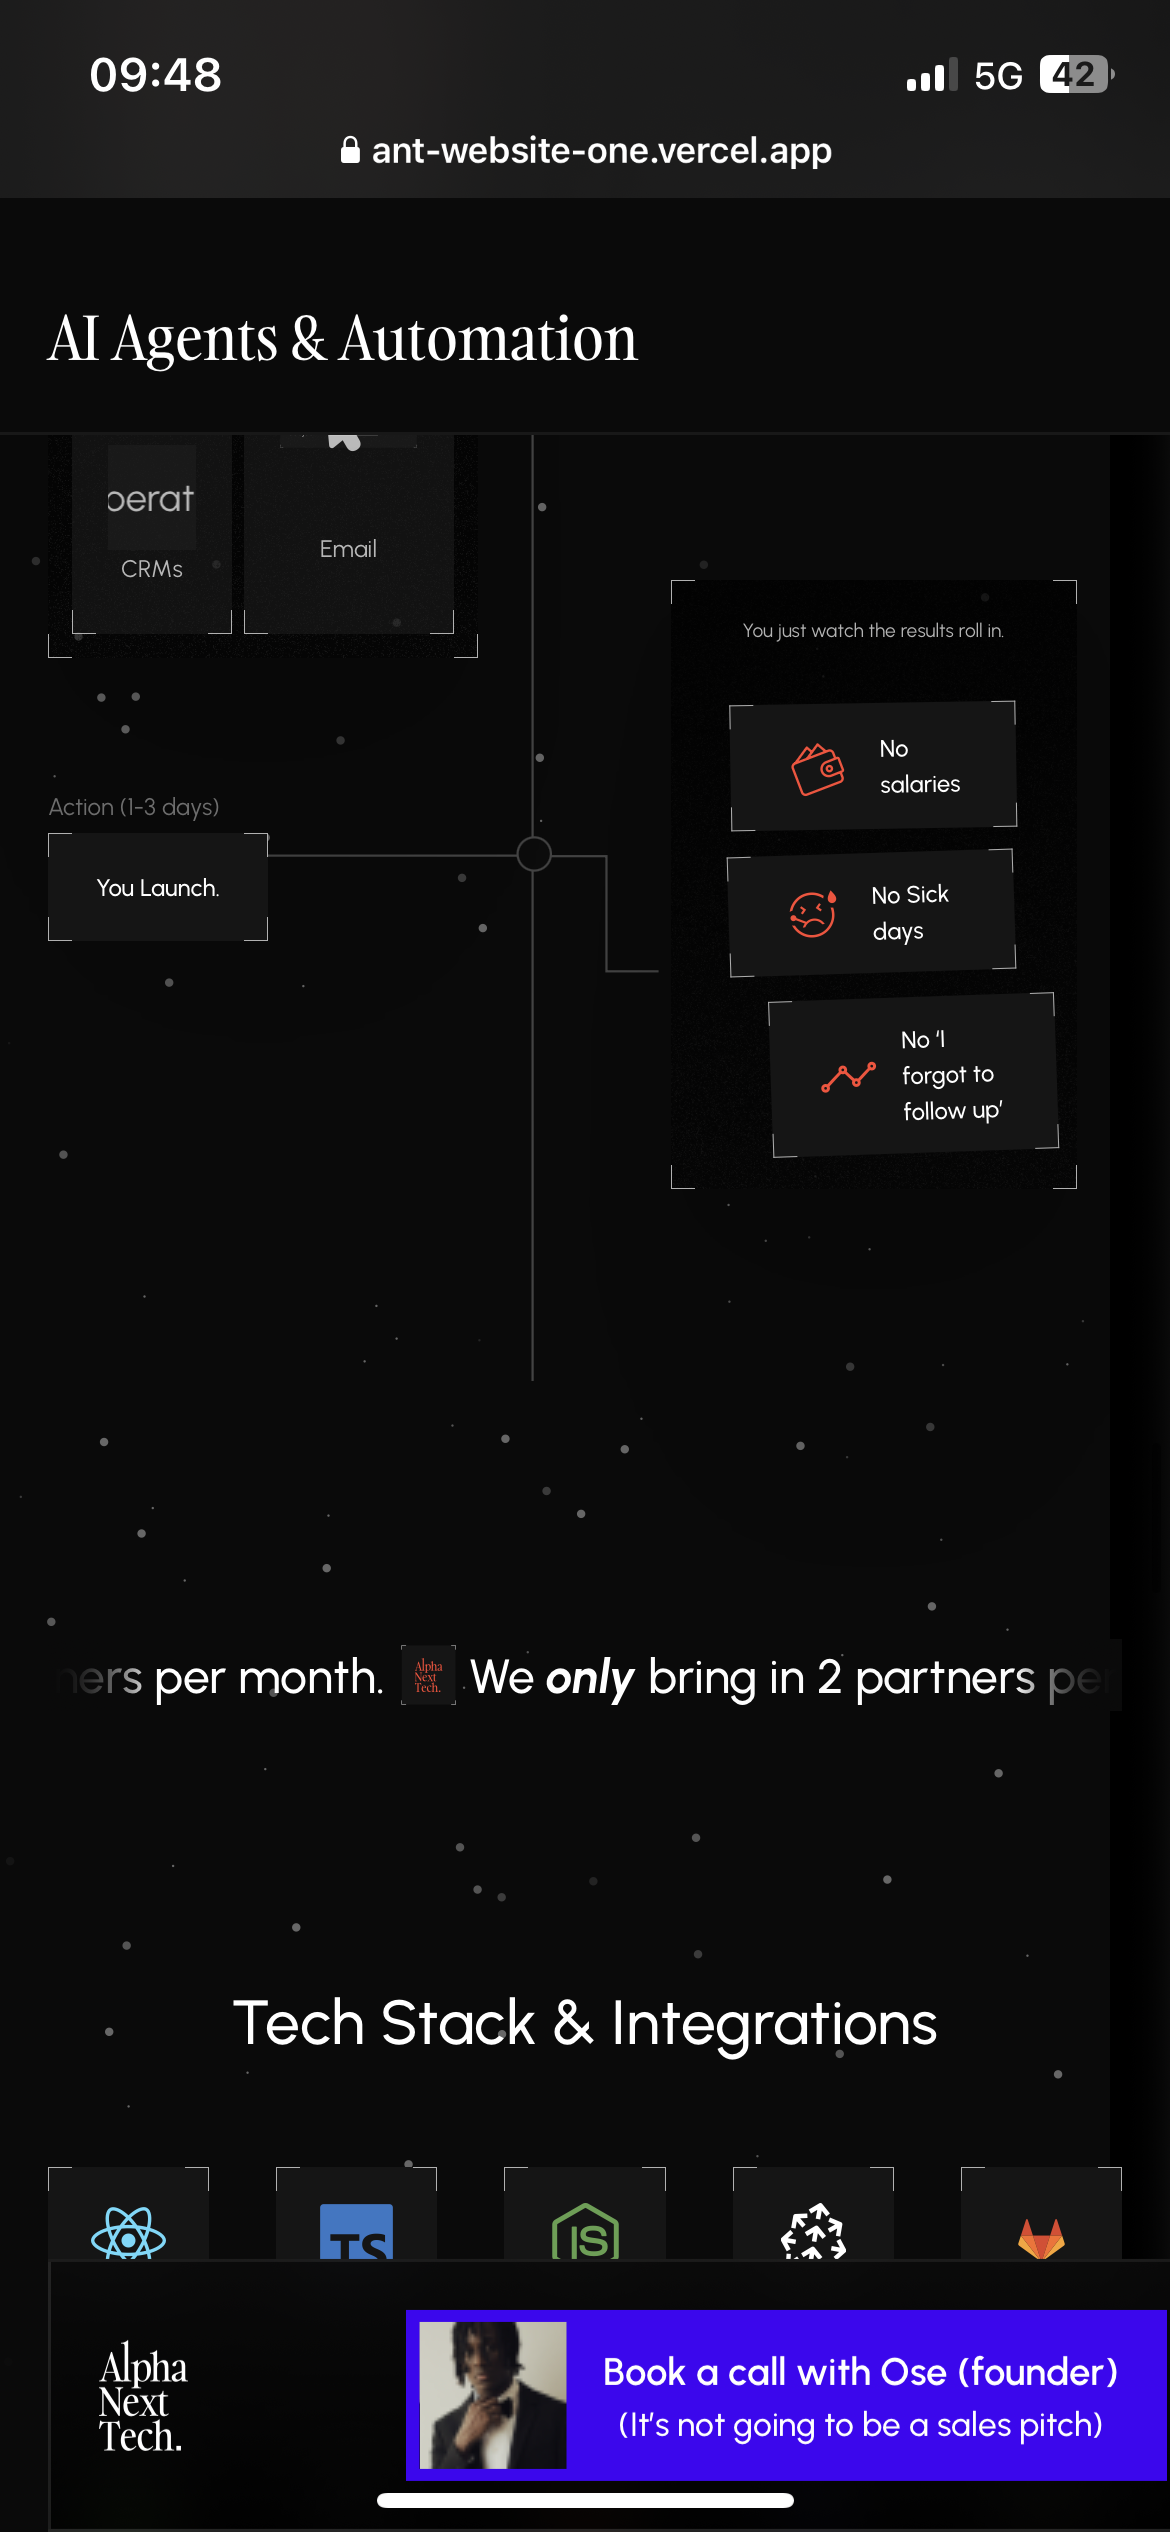 09:48
5G
42
ant-website-one.vercel.app
AI Agents & Automation
CRMs
Email
You just watch the results roll in.
No
salaries
Action (1-3 days)
You Launch.
No Sick
days
No ‘I
forgot to
follow up’
per month.
Alpha
Next
Tech.
We only bring in 2 partners
Tech Stack & Integrations
TS
JS
Alpha
Next
Tech.
Book a call with Ose (founder)
(It’s not going to be a sales pitch)